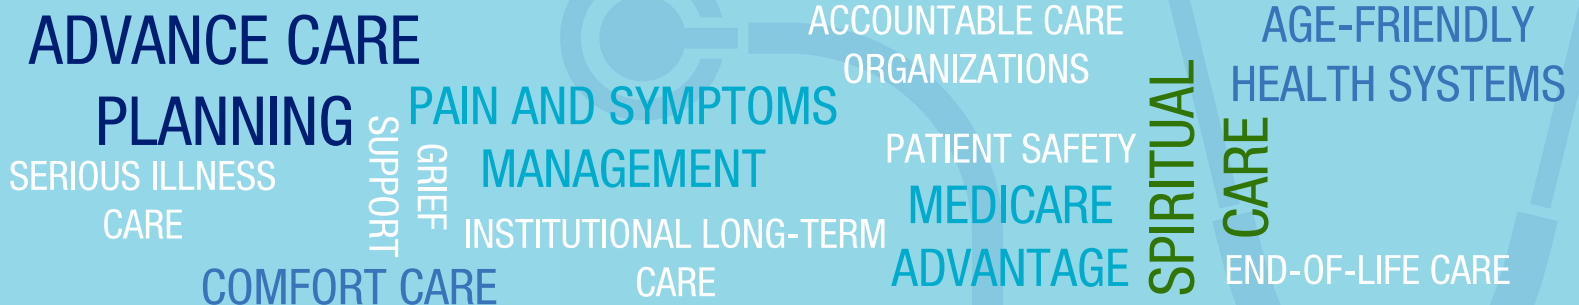 ADVANCE CARE
PLANNING
SERIOUS ILLNESS
CARE
GRIEF
SUPPORT
PAIN AND SYMPTOMS
MANAGEMENT
INSTITUTIONAL LONG-TERM
CARE
COMFORT CARE
ACCOUNTABLE CARE
ORGANIZATIONS
PATIENT SAFETY
MEDICARE
ADVANTAGE
SPIRITUAL
CARE
AGE-FRIENDLY
HEALTH SYSTEMS
END-OF-LIFE CARE